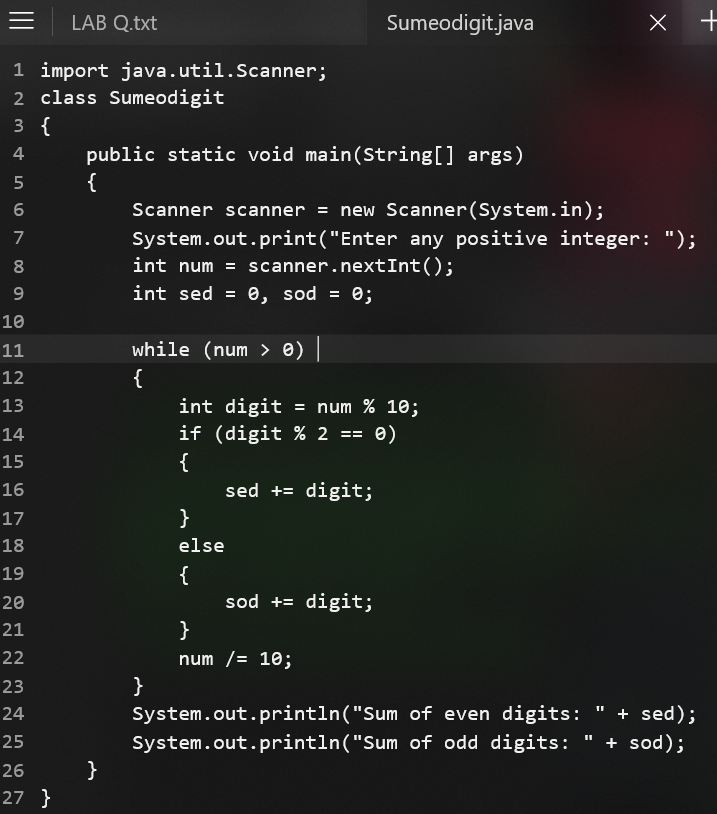 LAB Q.txt Sumeodigit.java
1 import java.util.Scanner;
2 class Sumeodigit
3 {
4     public static void main(String[] args)
5     {
6         Scanner scanner = new Scanner(System.in);
7         System.out.print("Enter any positive integer: ");
8         int num = scanner.nextInt();
9         int sed = 0, sod = 0;
10
11         while (num > 0)
12         {
13             int digit = num % 10;
14             if (digit % 2 == 0)
15             {
16                 sed += digit;
17             }
18             else
19             {
20                 sod += digit;
21             }
22             num /= 10;
23         }
24         System.out.println("Sum of even digits: " + sed);
25         System.out.println("Sum of odd digits: " + sod);
26     }
27 }